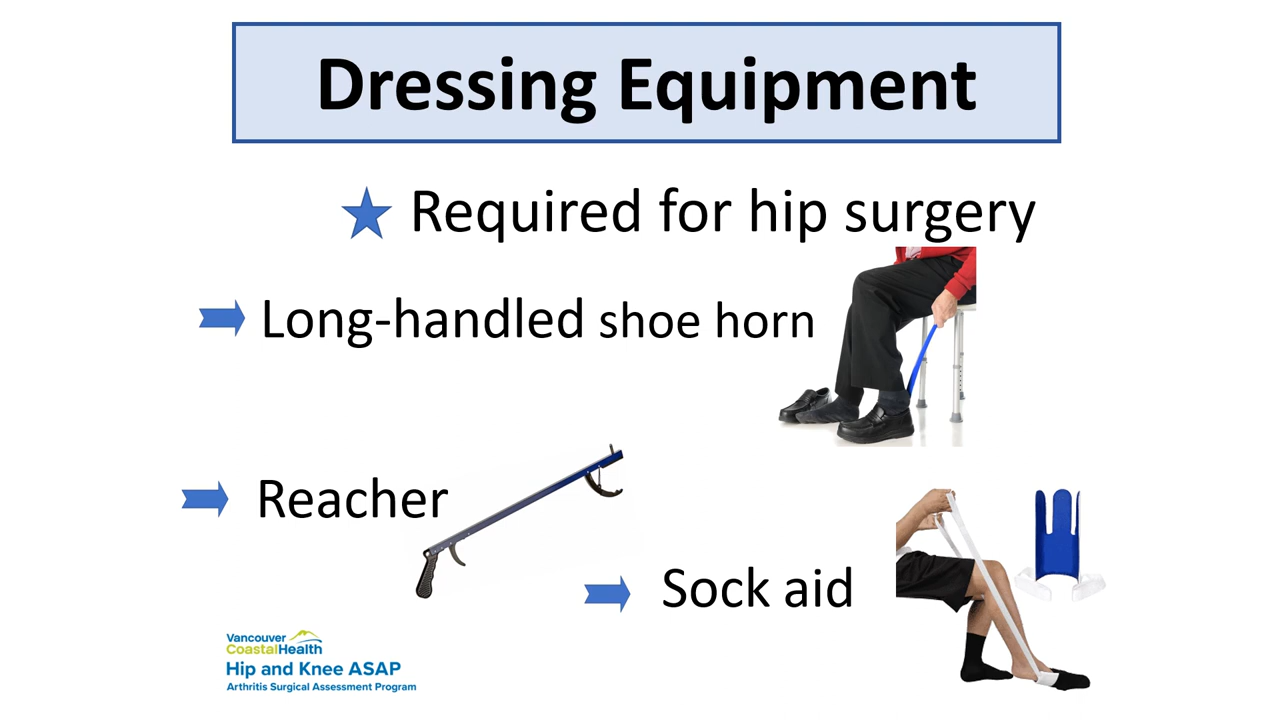 Dressing Equipment
Required for hip surgery
Long-handled shoe horn
Reacher
Sock aid
Vancouver
CoastalHealth
Hip and Knee ASAP
Arthritis Surgical Assessment Program